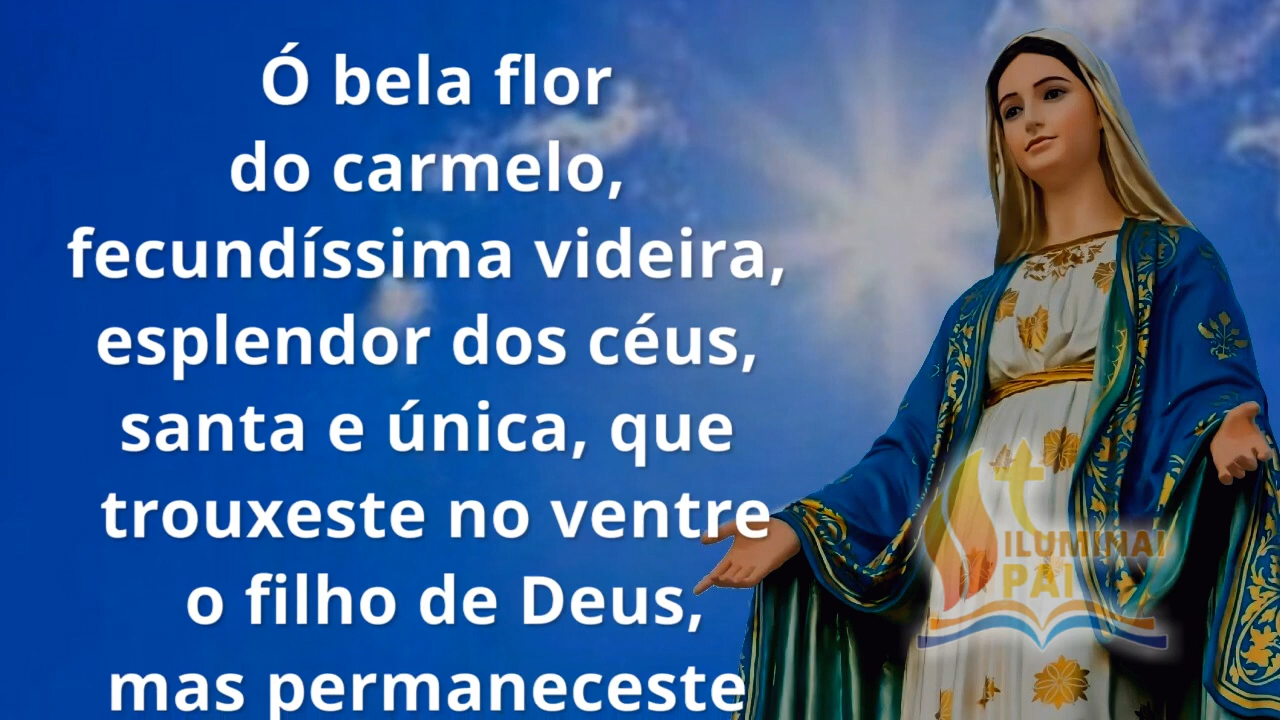 Ó bela flor
do carmelo,
fecundíssima videira,
esplendor dos céus,
santa e única, que
trouxeste no ventre
o filho de Deus,
mas permaneceste
ILUMINAI
PAI